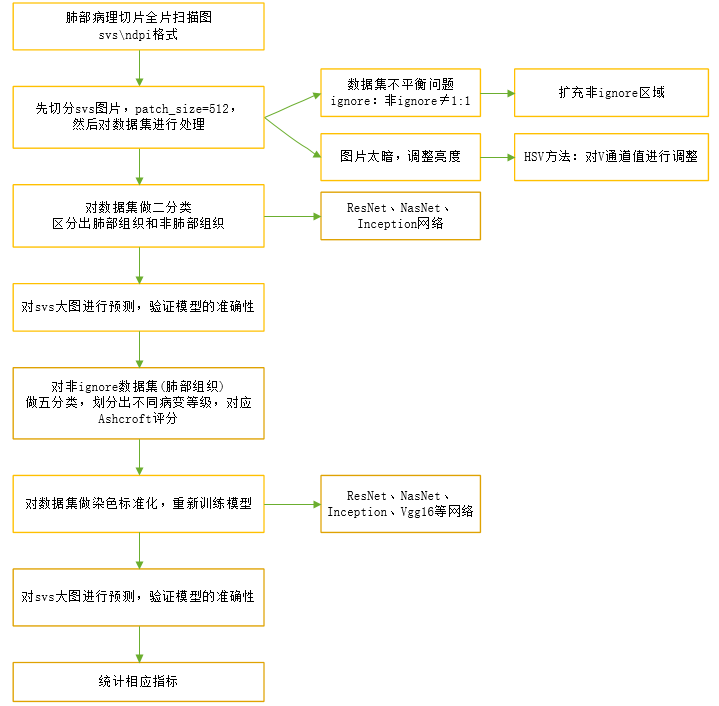 肺部病理切片全片扫描图
svs\ndpi格式
先切分svs图片，patch_size=512，
然后对数据集进行处理
数据集不平衡问题
ignore：非ignore≠1:1
扩充非ignore区域
图片太暗，调整亮度
HSV方法：对V通道值进行调整
对数据集做二分类
区分出肺部组织和非肺部组织
ResNet、NasNet、
Inception网络
对svs大图进行预测，验证模型的准确性
对非ignore数据集(肺部组织)
做五分类，划分出不同病变等级，对应
Ashcroft评分
对数据集做染色标准化，重新训练模型
ResNet、NasNet、
Inception、Vgg16等网络
对svs大图进行预测，验证模型的准确性
统计相应指标